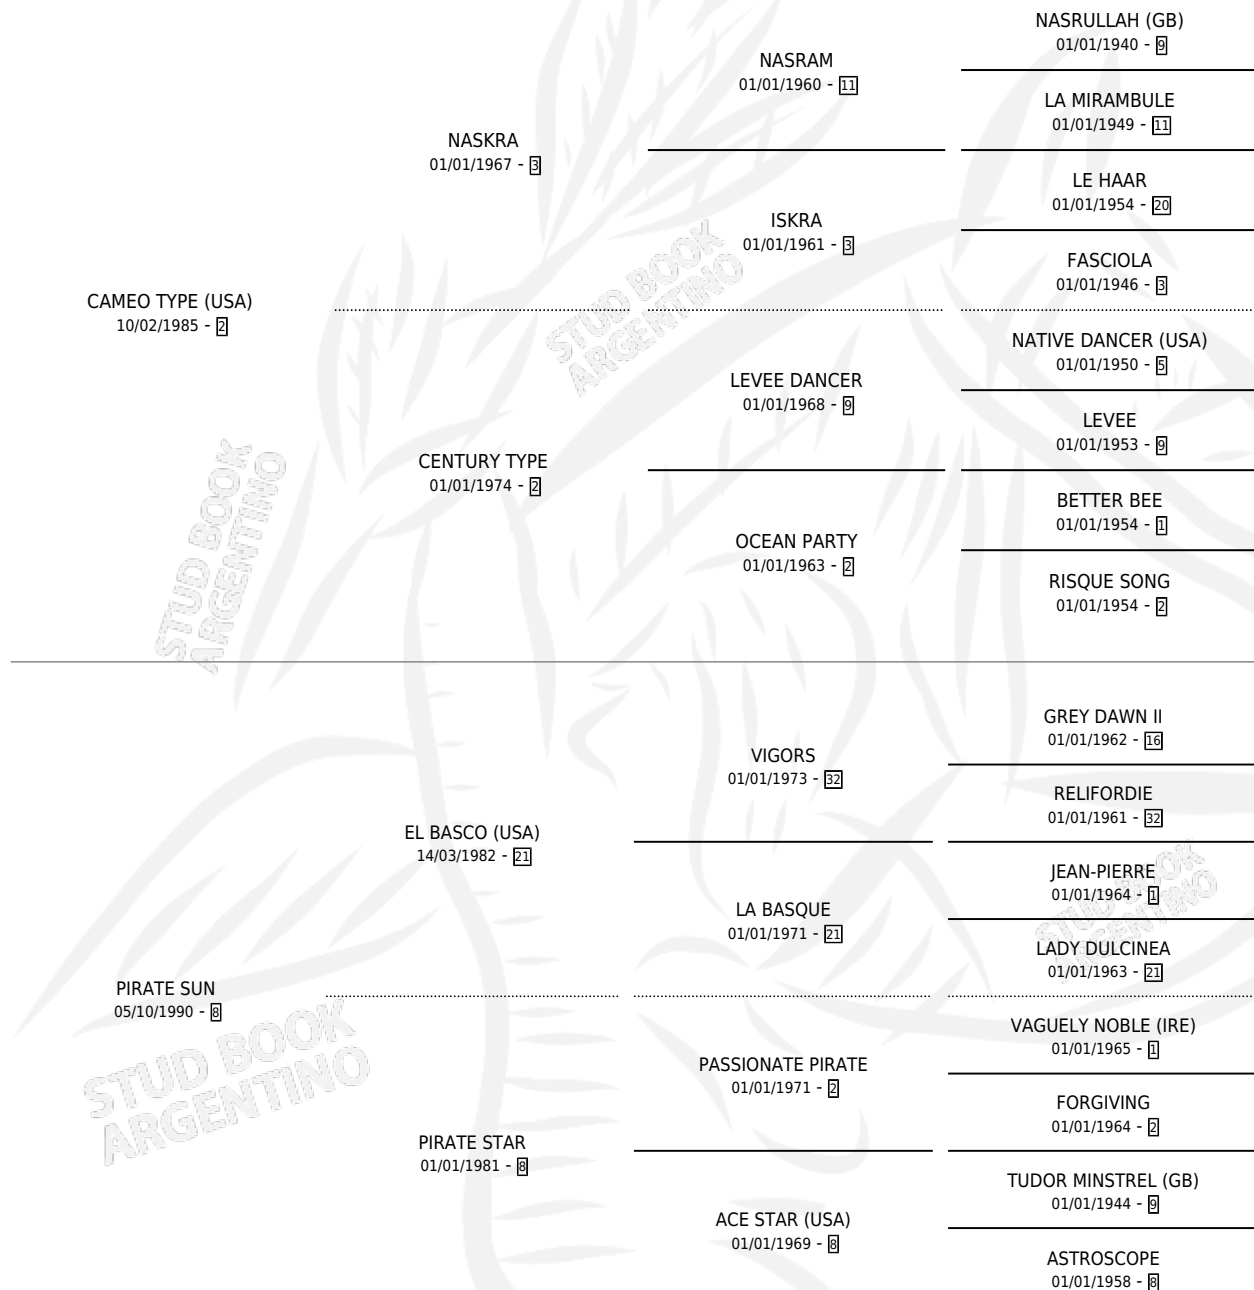 NASRULLAH (GB)
01/01/1940 - 9
NASRAM
01/01/1960 - 11
LA MIRAMBULE
01/01/1949 - 11
NASKRA
01/01/1967 - 3
LE HAAR
01/01/1954 - 20
ISKRA
01/01/1961 - 3
FASCIOLA
01/01/1946 - 3
CAMEO TYPE (USA)
10/02/1985 - 2
NATIVE DANCER (USA)
01/01/1950 - 5
LEVEE DANCER
01/01/1968 - 9
LEVEE
01/01/1953 - 9
CENTURY TYPE
01/01/1974 - 2
BETTER BEE
01/01/1954 - 1
OCEAN PARTY
01/01/1963 - 2
RISQUE SONG
01/01/1954 - 2
GREY DAWN II
01/01/1962 - 16
VIGORS
01/01/1973 - 32
RELIFORDIE
01/01/1961 - 32
EL BASCO (USA)
14/03/1982 - 21
JEAN-PIERRE
01/01/1964 - 1
LA BASQUE
01/01/1971 - 21
LADY DULCINEA
01/01/1963 - 21
PIRATE SUN
05/10/1990 - 8
VAGUELY NOBLE (IRE)
01/01/1965 - 1
PASSIONATE PIRATE
01/01/1971 - 2
FORGIVING
01/01/1964 - 2
PIRATE STAR
01/01/1981 - 8
TUDOR MINSTREL (GB)
01/01/1944 - 9
ACE STAR (USA)
01/01/1969 - 8
ASTROSCOPE
01/01/1958 - 8
STUD BOOK
ARGENTINO
STUD BOOK
ARGENTINO
STUD BOOK
ARGENTINO
STUD BOOK
ARGENTINO